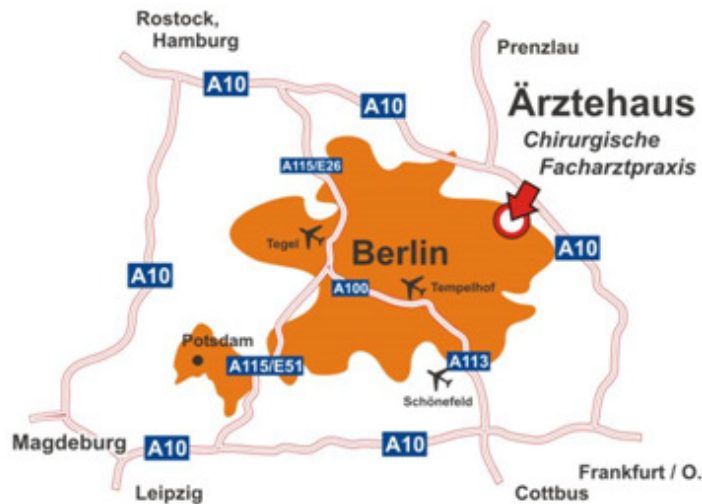 Rostock,
Hamburg
Prenzlau
A10
A10
Ärztehaus
Chirurgische
Facharztpraxis
A115/E26
Tegel
Berlin
A10
A10
A100
Tempelhof
Potsdam
A115/E51
A113
Schönefeld
Magdeburg
A10
A10
Frankfurt / O.
Leipzig
Cottbus